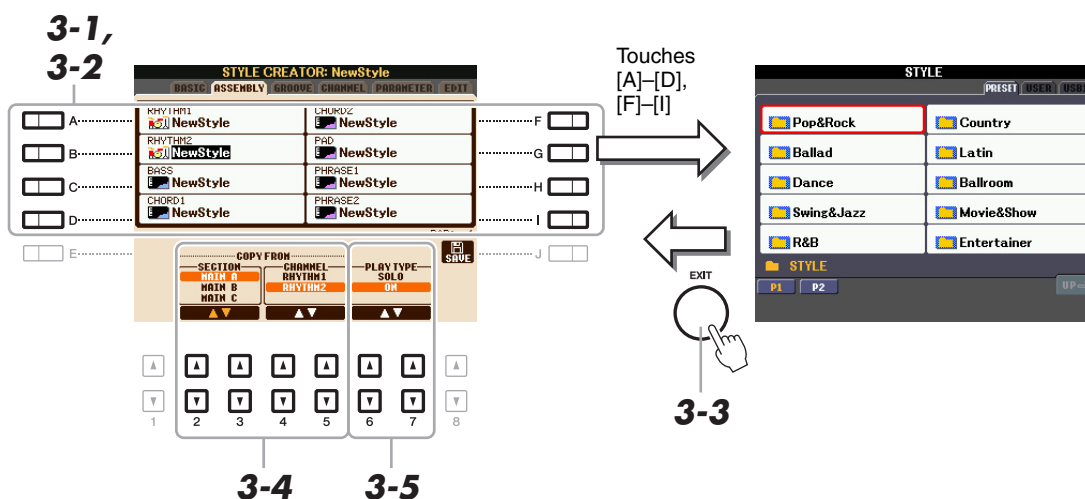 3-1,
3-2
STYLE CREATOR: NewStyle
BASIC ASSEMBLY GROOVE CHANNEL PARAMETER EDIT
A
B
C
D
E
RHYTHM1
NewStyle
RHYTHM2
NewStyle
BASS
NewStyle
CHORD1
NewStyle
CHORD2
NewStyle
PAD
NewStyle
PHRASE1
NewStyle
PHRASE2
NewStyle
F
G
H
I
J
COPY FROM
SECTION
MAIN A
MAIN B
MAIN C
CHANNEL
RHYTHM1
RHYTHM2
PLAY TYPE
SOLO
ON
SAVE
1 2 3 4 5 6 7 8
3-4
3-5
Touches
[A]–[D],
[F]–[I]
EXIT
3-3
STYLE
PRESET USER
Pop&Rock
Country
Ballad
Latin
Dance
Ballroom
Swing&Jazz
Movie&Show
R&B
Entertainer
STYLE
P1 P2
UP